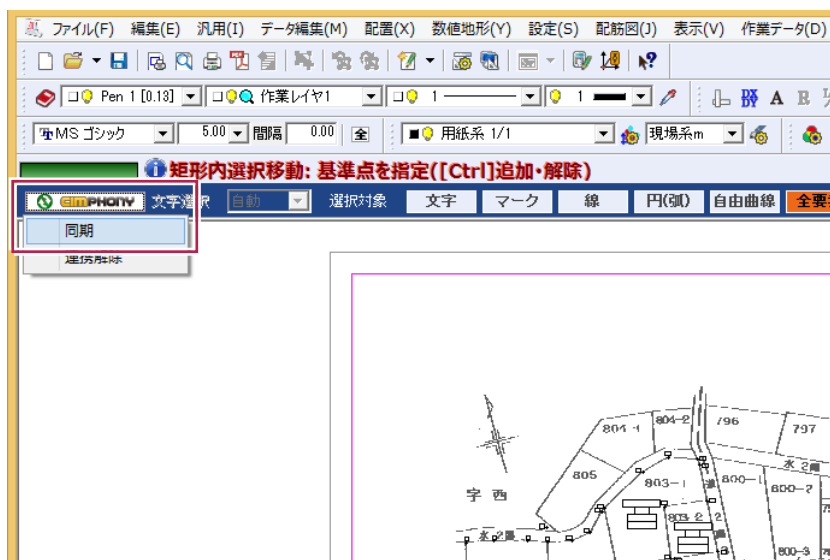 ファイル(F) 編集(E) 汎用(I) データ編集(M) 配置(X) 数値地形(Y) 設定(S) 配筋図(J) 表示(V) 作業データ(D)
Pen 1 [0.13] 作業レイヤ1 1 1 A R
MS ゴシック 5.00 間隔 0.00 全 用紙系 1/1 現場系m
矩形内選択移動: 基準点を指定([Ctrl]追加・解除)
文字選択 自動 選択対象 文字 マーク 線 円(弧) 自由曲線
同期
連携解除
804-1 804-2 796 797
水
805 803-1 800-1 800-2
字 西
800-3